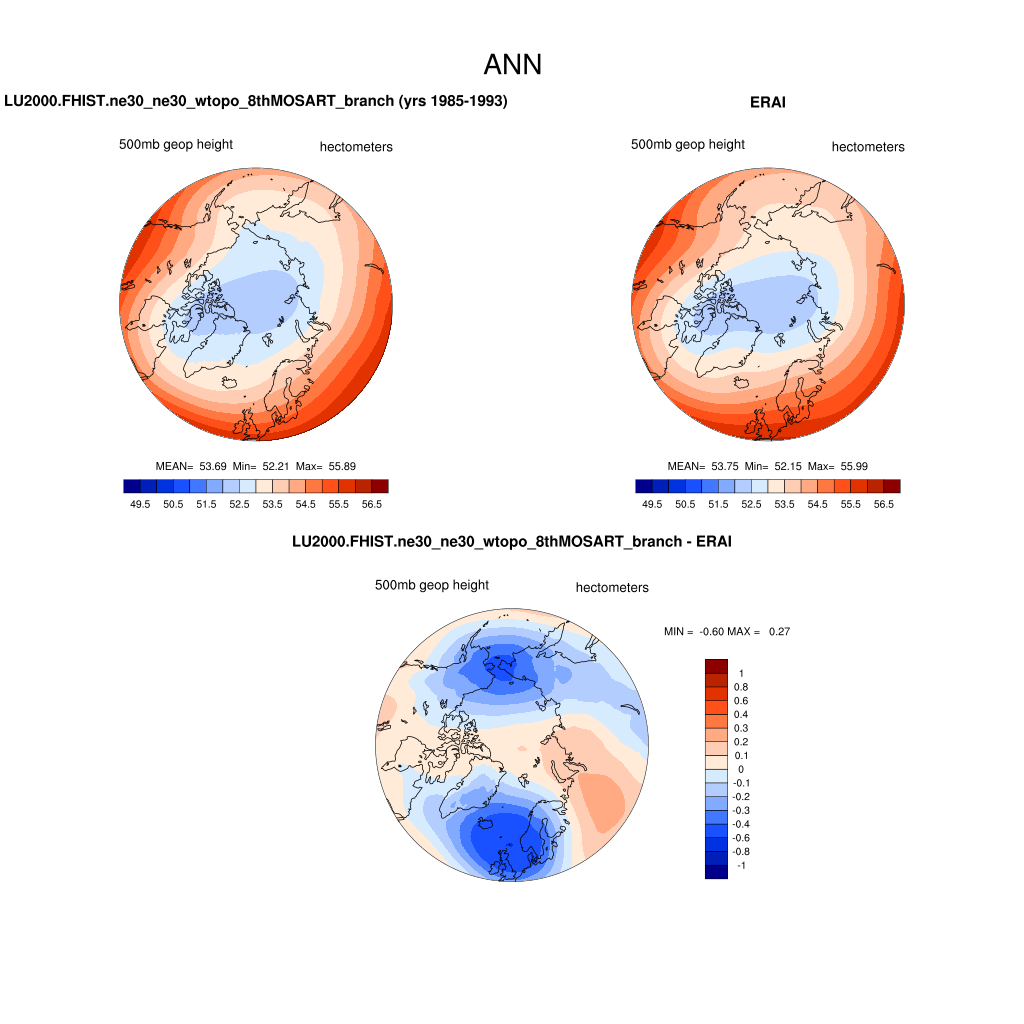 ANN
LU2000.FHIST.ne30_ne30_wtopo_8thMOSART_branch (yrs 1985-1993)
500mb geop height
hectometers
MEAN= 53.69 Min= 52.21 Max= 55.89
49.5 50.5 51.5 52.5 53.5 54.5 55.5 56.5
ERAI
500mb geop height
hectometers
MEAN= 53.75 Min= 52.15 Max= 55.99
49.5 50.5 51.5 52.5 53.5 54.5 55.5 56.5
LU2000.FHIST.ne30_ne30_wtopo_8thMOSART_branch - ERAI
500mb geop height
hectometers
MIN = -0.60 MAX = 0.27
1
0.8
0.6
0.4
0.3
0.2
0.1
0
-0.1
-0.2
-0.3
-0.4
-0.6
-0.8
-1